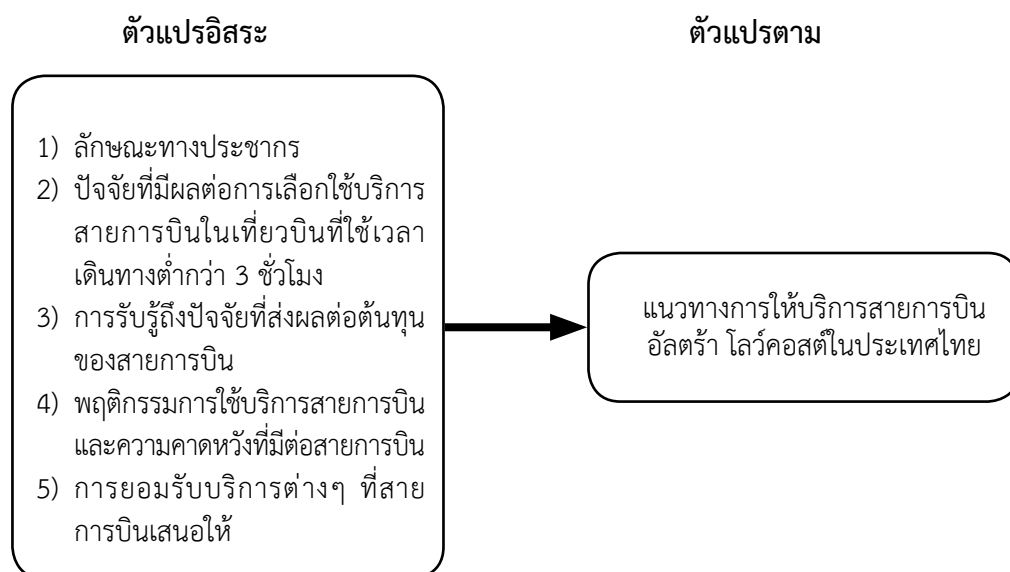 ตัวแปรอิสระ
ตัวแปรตาม
1) ลักษณะทางประชากร
2) ปัจจัยที่มีผลต่อการเลือกใช้บริการ
สายการบินในเที่ยวบินที่ใช้เวลา
เดินทางต่ำกว่า 3 ชั่วโมง
3) การรับรู้ถึงปัจจัยที่ส่งผลต่อต้นทุน
ของสายการบิน
4) พฤติกรรมการใช้บริการสายการบิน
และความคาดหวังที่มีต่อสายการบิน
5) การยอมรับบริการต่างๆ ที่สาย
การบินเสนอให้
แนวทางการให้บริการสายการบิน
อัลตร้า โลว์คอสต์ในประเทศไทย